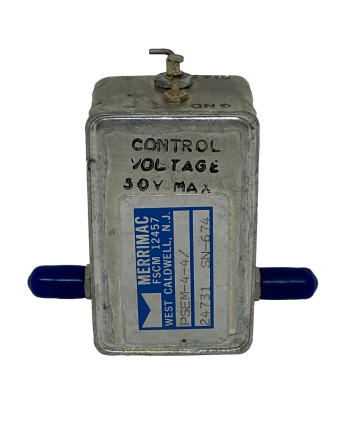 GND
CONTROL
VOLTAGE
30V MAX
MERRIMAC
FSCM 12457
WEST CALDWELL, N.J.
PSEM-4-4/
24731 SN-674